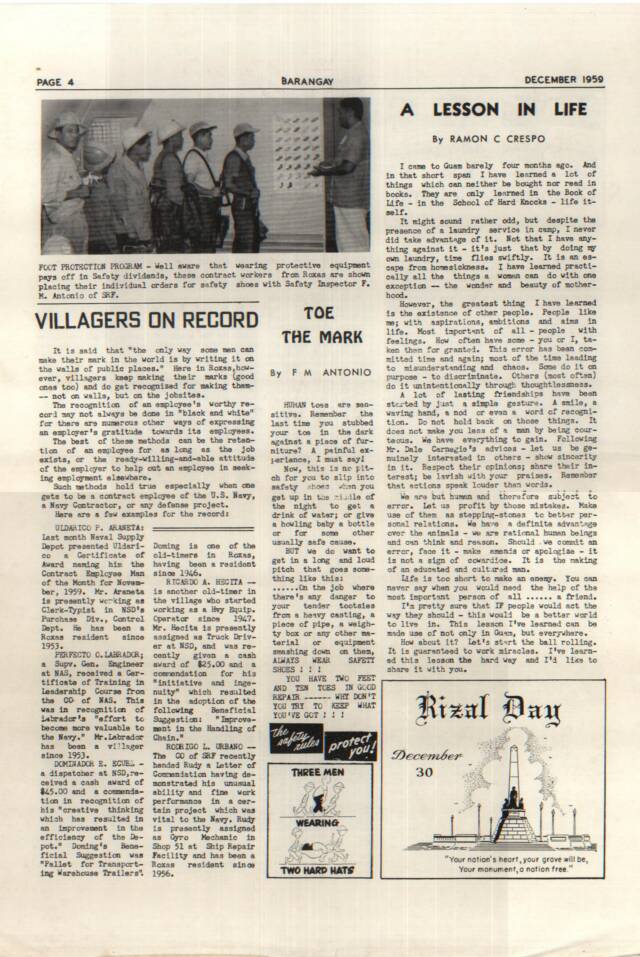 PAGE 4
BARANGAY
DECEMBER 1959
FOOT PROTECTION PROGRAM - Well aware that wearing protective equipment
pays off in Safety dividends, these contract workers from Roxas are shown
placing their individual orders for safety shoes with Safety Inspector F.
M. Antonio of SRF.
VILLAGERS ON RECORD
It is said that "the only way some men can
make their mark in the world is by writing it on
the walls of public places." Here in Roxas,how-
ever, villagers keep making their marks (good
ones too) and do get recognized for making them--
-- not on walls, but on the jobsites.
The recognition of an employee's worthy re-
cord may not always be done in "black and white"
for there are numerous other ways of expressing
an employer's gratitude towards its employees.
The best of these methods can be the reten-
tion of an employee for as long as the job
exists, or the ready-willing-and-able attitude
of the employer to help out an employee in seek-
ing employment elsewhere.
Such methods hold true especially when one
gets to be a contract employee of the U.S. Navy,
a Navy Contractor, or any defense project.
Here are a few examples for the record:
ULDARICO P. ARANETA:
Last month Naval Supply
Depot presented Uldari-
co a Certificate of
Award naming him the
Contract Employee Man
of the Month for Novem-
ber, 1959. Mr. Araneta
is presently working as
Clerk-Typist in NSD's
Purchase Div., Control
Dept. He has been a
Roxas resident since
1953.
PERFECTO C.LABRADOR;
a Supv. Gen. Engineer
at NAS, received a Cer-
tificate of Training in
Leadership Course from
the CO of NAS. This
was in recognition of
Labrador's "effort to
become more valuable to
the Navy." Mr.Labrador
has been a villager
since 1953.
DOMINADOR E. -
a dispatcher at NSD,re-
ceived a cash award of
$45.00 and a commenda-
tion in recognition of
his "creative thinking
which has resulted in
an improvement in the
efficiency of the De-
pot." Doming's Bene-
ficial Suggestion was
"Pallet for Transport-
ing Warehouse Trailers".
Doming is one of the
old-timers in Roxas,
having been a resident
since 1946.
RICARDO A. HECITA --
is another old-timer in
the village who started
working as a Hvy Equip.
Operator since 1947.
Mr. Hecita is presently
assigned as Truck Driv-
er at NSD, and was re-
cently given a cash
award of $25.00 and a
commendation for his
"initiative and inge-
nuity" which resulted
in the adoption of the
following Beneficial
Suggestion: "Improve-
ment in the Handling of
Chain."
RODRIGO L. URBANO --
The CO of SRF recently
handed Rudy a Letter of
Commendation having de-
monstrated his unusual
ability and fine work
performance in a cer-
tain project which was
vital to the Navy. Rudy
is presently assigned
as Gyro Mechanic in
Shop 51 at Ship Repair
Facility and has been a
Roxas resident since
1956.
TOE
THE MARK
By F M ANTONIO
HUMAN toes are sen-
sitive. Remember the
last time you stubbed
your toe in the dark
against a piece of fur-
niture? A painful ex-
perience, I must say!
Now, this is no pit-
ch for you to slip into
safety shoes when you
get up in the middle of
the night to get a
drink of water; or give
a howling baby a bottle
or for some other
usually safe cause.
BUT we do want to
get in a long and loud
pitch that goes some-
thing like this:
......On the job where
there's any danger to
your tender tootsies
from a heavy casting, a
piece of pipe, a weigh-
ty box or any other ma-
terial or equipment
smashing down on them,
ALWAYS WEAR SAFETY
SHOES ! ! !
YOU HAVE TWO FEET
AND TEN TOES IN GOOD
REPAIR ------ WHY DON'T
YOU TRY TO KEEP WHAT
YOU'VE GOT ! ! !
the safety rules protect you!
THREE MEN
WEARING
TWO HARD HATS
A LESSON IN LIFE
By RAMON C CRESPO
I came to Guam barely four months ago. And
in that short span I have learned a lot of
things which can neither be bought nor read in
books. They are only learned in the Book of
Life - in the School of Hard Knocks - life it-
self.
It might sound rather odd, but despite the
presence of a laundry service in camp, I never
did take advantage of it. Not that I have any-
thing against it - it's just that by doing my
own laundry, time flies swiftly. It is an es-
cape from homesickness. I have learned practi-
cally all the things a woman can do with one
exception -- the wonder and beauty of mother-
hood.
However, the greatest thing I have learned
is the existence of other people. People like
me; with aspirations, ambitions and aims in
life. Most important of all - people with
feelings. How often have some - you or I, ta-
ken them for granted. This error has been com-
mitted time and again; most of the time leading
to misunderstanding and chaos. Some do it on
purpose - to discriminate. Others (most often)
do it unintentionally through thoughtlessness.
A lot of lasting friendships have been
started by just a simple gesture. A smile, a
waving hand, a nod or even a word of recogni-
tion. Do not hold back on those things. It
does not make you less of a man by being cour-
teous. We have everything to gain. Following
Mr. Dale Carnegie's advices - let us be ge-
nuinely interested in others - show sincerity
in it. Respect their opinions; share their in-
terest; be lavish with your praises. Remember
that actions speak louder than words.
We are but human and therefore subject to
error. Let us profit by those mistakes. Make
use of them as stepping-stones to better per-
sonal relations. We have a definite advantage
over the animals - we are rational human beings
and can think and reason. Should we commit an
error, face it - make amends or apologise - it
is not a sign of cowardice. It is the making
of an educated and cultured man.
Life is too short to make an enemy. You can
never say when you would need the help of the
most important person of all ...... a friend.
I'm pretty sure that IF people would act the
way they should - this would be a better world
to live in. This lesson I've learned can be
made use of not only in Guam, but everywhere.
How about it? Let's start the ball rolling.
It is guaranteed to work miracles. I've learn-
ed this lesson the hard way and I'd like to
share it with you.
Rizal Day
December
30
"Your nation's heart, your grave will be,
Your monument, a nation free."